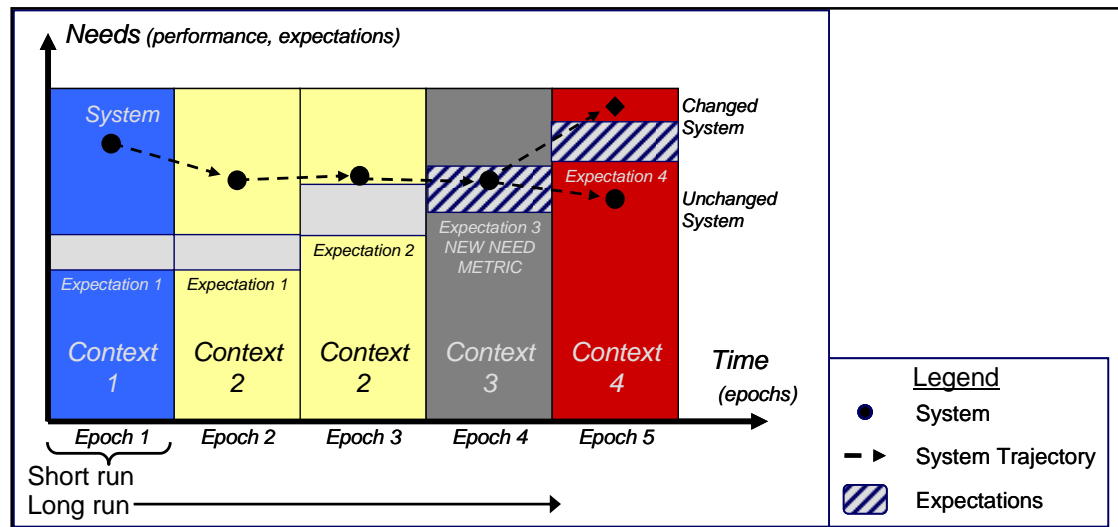 Needs (performance, expectations)
System
Changed
System
Expectation 4
Unchanged
System
Expectation 3
NEW NEED
METRIC
Expectation 2
Expectation 1
Expectation 1
Context
1
Context
2
Context
2
Context
3
Context
4
Time
(epochs)
Epoch 1
Epoch 2
Epoch 3
Epoch 4
Epoch 5
Short run
Long run
Legend
System
System Trajectory
Expectations